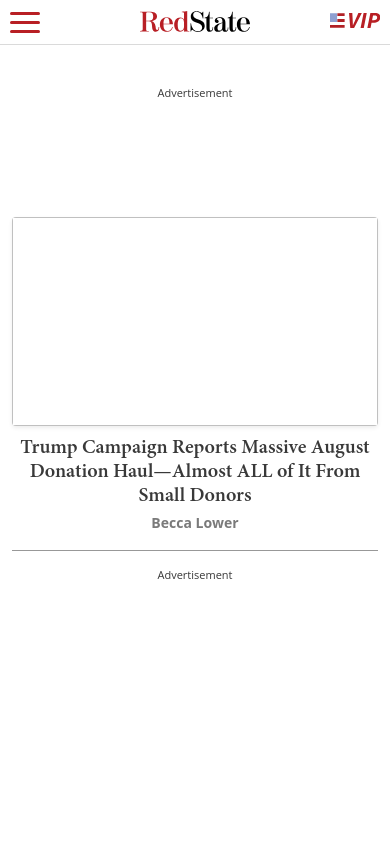 RedState
VIP
Advertisement
Trump Campaign Reports Massive August
Donation Haul—Almost ALL of It From
Small Donors
Becca Lower
Advertisement